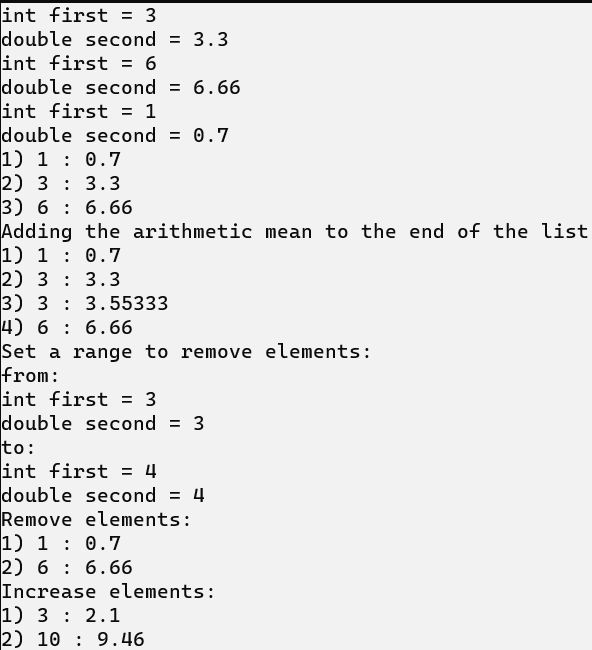 int first = 3
double second = 3.3
int first = 6
double second = 6.66
int first = 1
double second = 0.7
1) 1 : 0.7
2) 3 : 3.3
3) 6 : 6.66
Adding the arithmetic mean to the end of the list
1) 1 : 0.7
2) 3 : 3.3
3) 3 : 3.55333
4) 6 : 6.66
Set a range to remove elements:
from:
int first = 3
double second = 3
to:
int first = 4
double second = 4
Remove elements:
1) 1 : 0.7
2) 6 : 6.66
Increase elements:
1) 3 : 2.1
2) 10 : 9.46